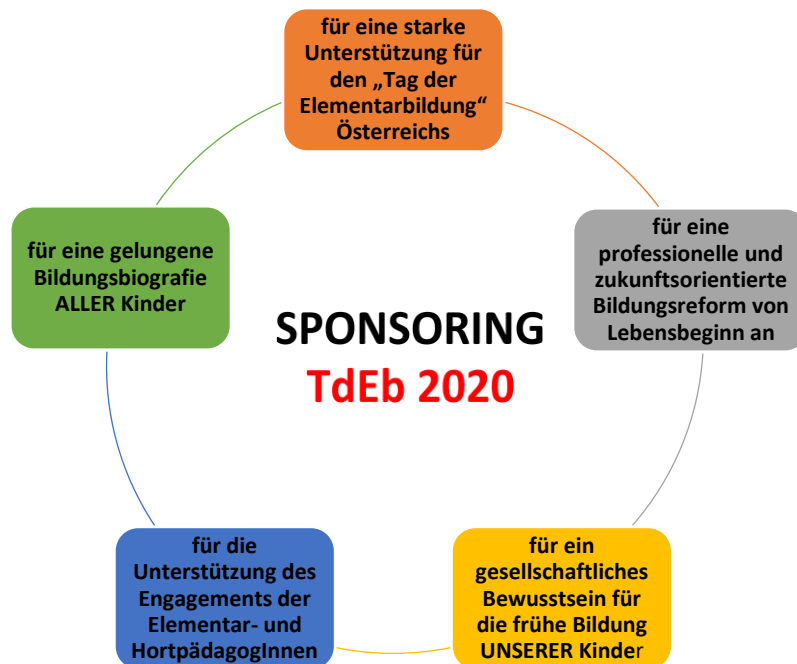 für eine starke
Unterstützung für
den „Tag der
Elementarbildung“
Österreichs
für eine
professionelle und
zukunftsorientierte
Bildungsreform von
Lebensbeginn an
für ein
gesellschaftliches
Bewusstsein für
die frühe Bildung
UNSERER Kinder
für die
Unterstützung des
Engagements der
Elementar- und
HortpädagogInnen
für eine gelungene
Bildungsbiografie
ALLER Kinder
SPONSORING
TdEb 2020